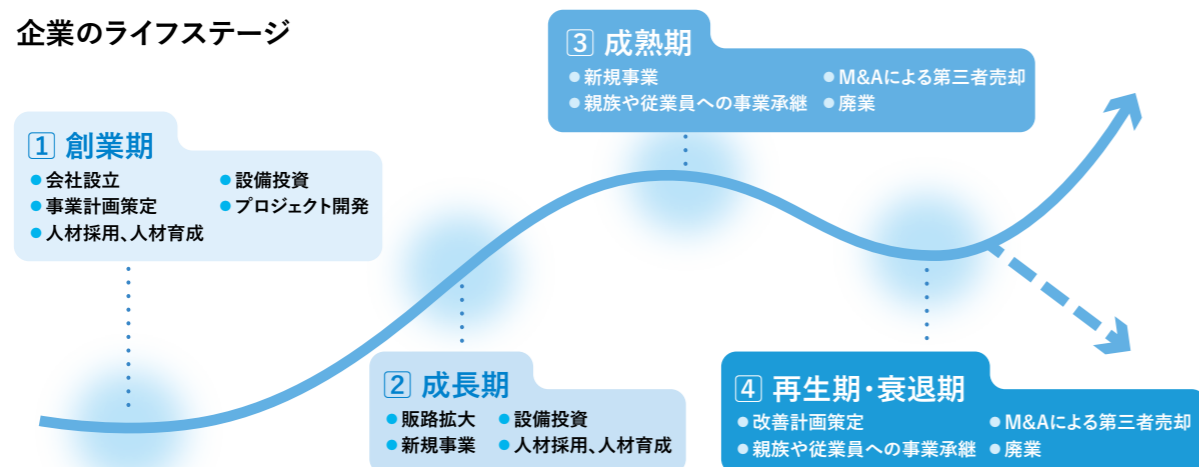 企業のライフステージ
1 創業期
●会社設立 ●設備投資
●事業計画策定 ●プロジェクト開発
●人材採用、人材育成
2 成長期
●販路拡大 ●設備投資
●新規事業 ●人材採用、人材育成
3 成熟期
●新規事業 ●M&Aによる第三者売却
●親族や従業員への事業承継 ●廃業
4 再生期・衰退期
●改善計画策定 ●M&Aによる第三者売却
●親族や従業員への事業承継 ●廃業